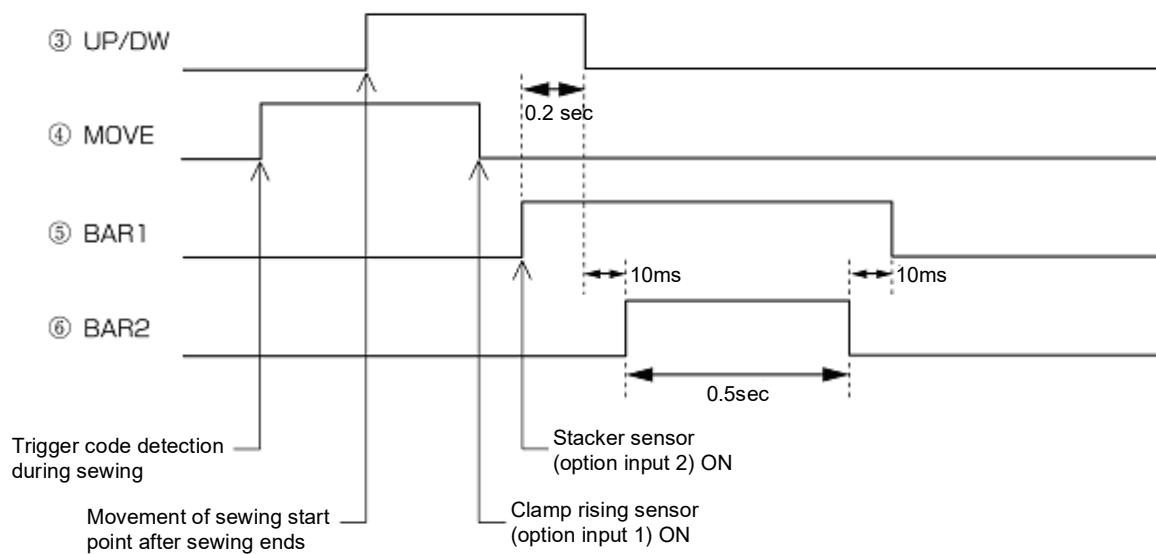 ③ UP/DW
0.2 sec
④ MOVE
⑤ BAR1
10ms
10ms
⑥ BAR2
0.5sec
Trigger code detection
during sewing
Stacker sensor
(option input 2) ON
Movement of sewing start
point after sewing ends
Clamp rising sensor
(option input 1) ON